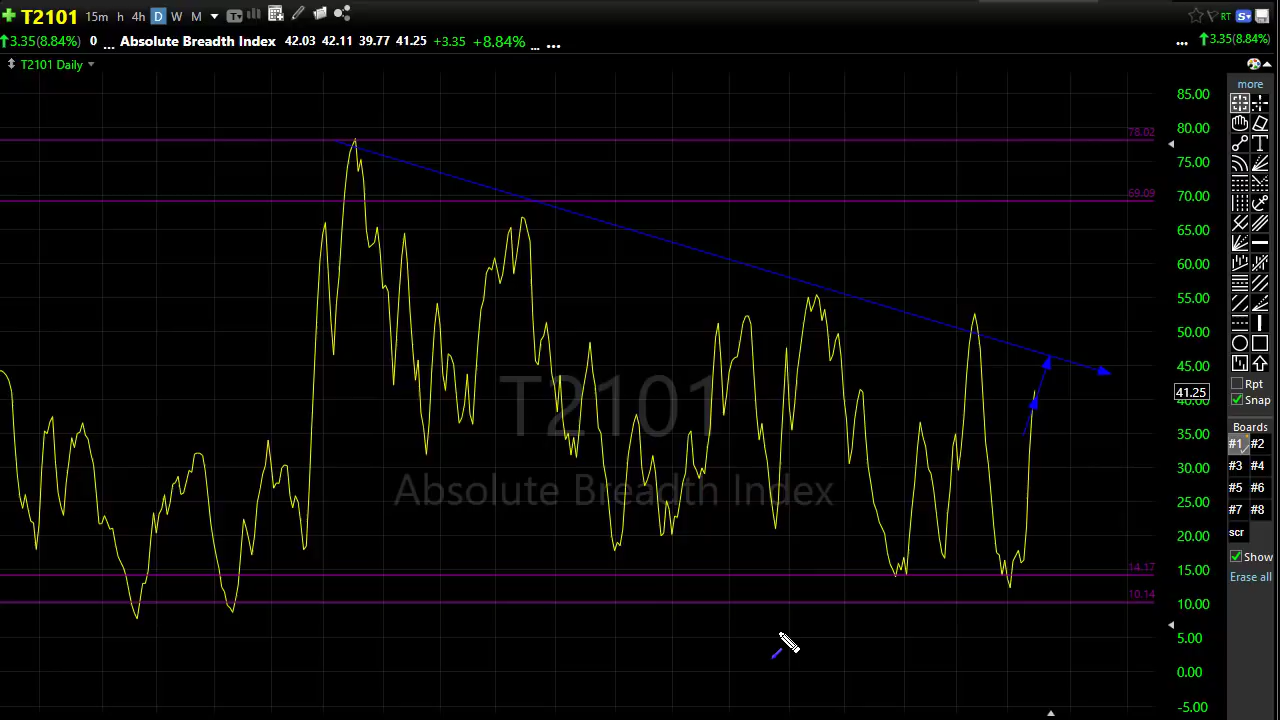 T2101 15m h 4h D W M T RT S
3.35(8.84%) 0 ... Absolute Breadth Index 42.03 42.11 39.77 41.25 +3.35 +8.84% ... ... ... 3.35(8.84%)
T2101 Daily
more
85.00
80.00
78.02
75.00
70.00
69.09
65.00
60.00
55.00
50.00
45.00
41.25
40.00
Rpt
Snap
T2101
Absolute Breadth Index
35.00
30.00
25.00
20.00
15.00
14.17
10.14
10.00
5.00
0.00
-5.00
Boards
#1 #2
#3 #4
#5 #6
#7 #8
scr
Show
Erase all